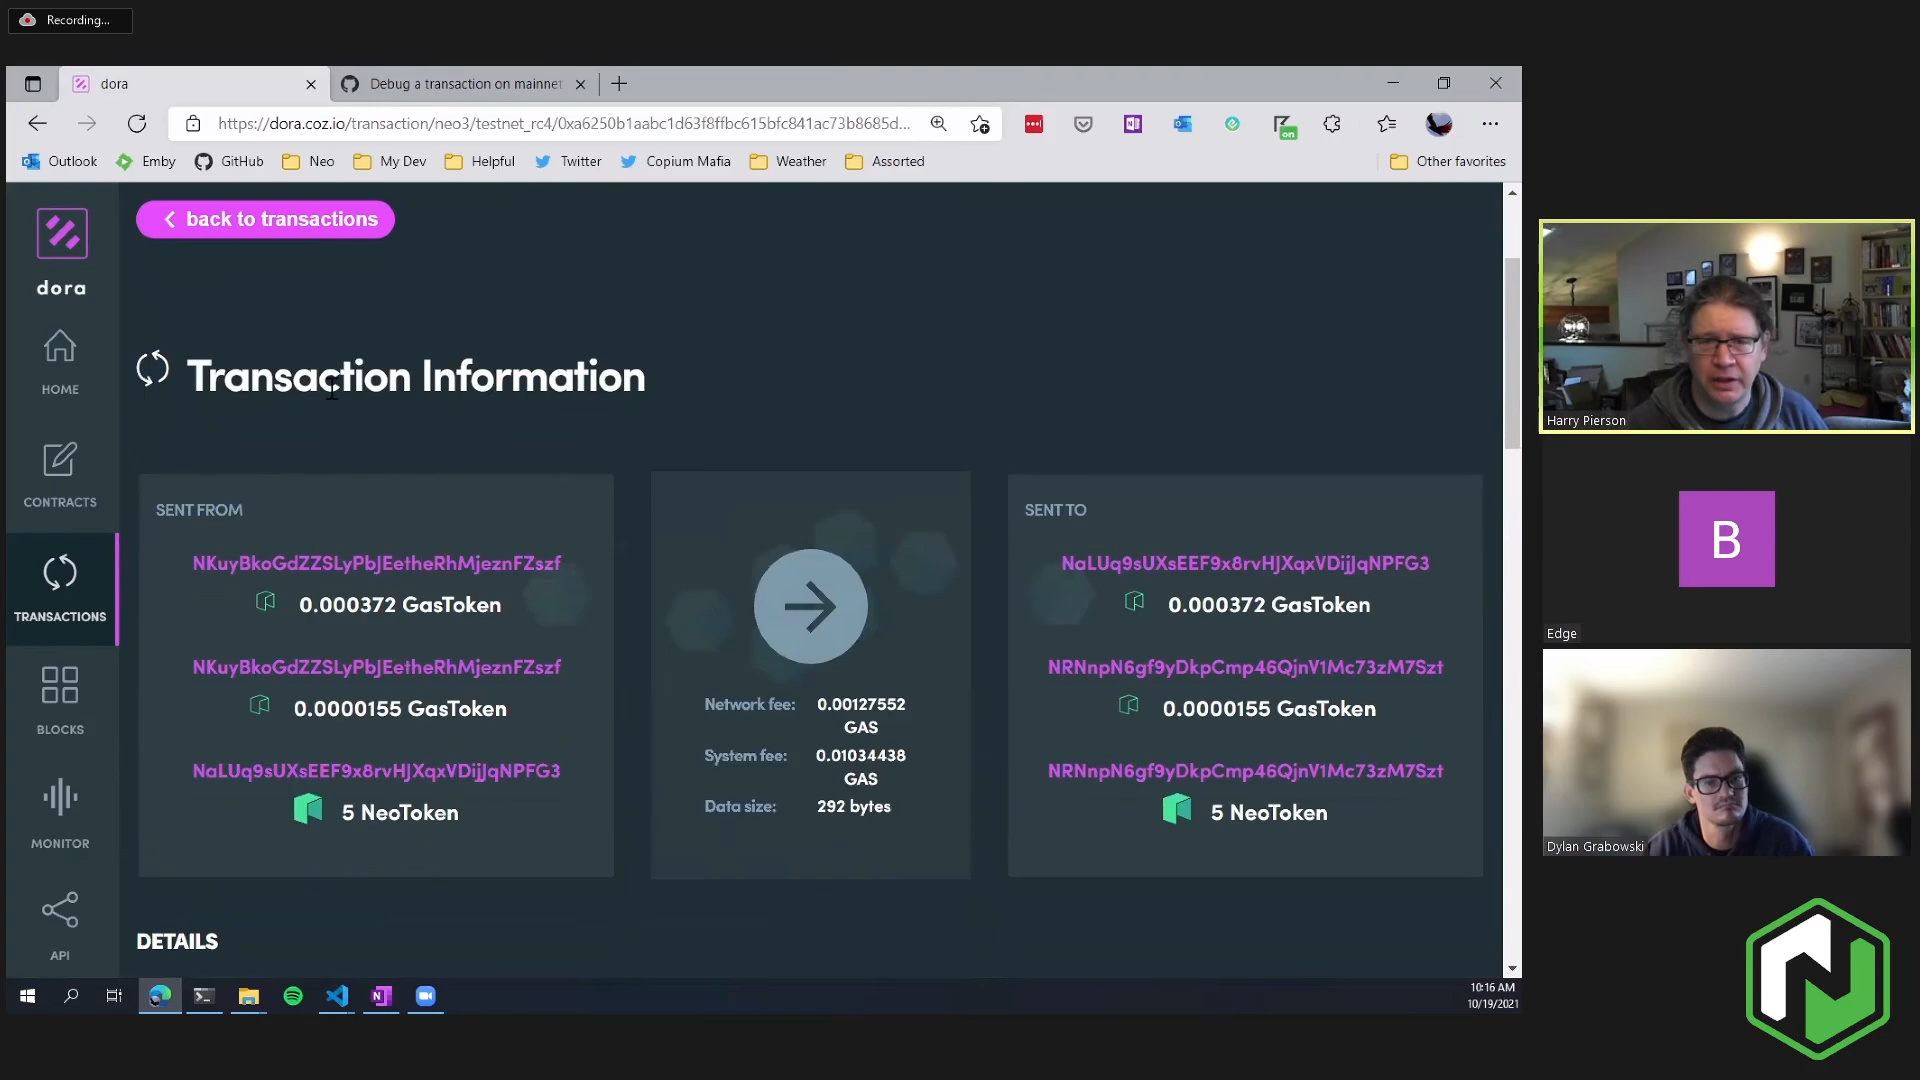 Recording...
dora
Debug a transaction on mainnet
https://dora.coz.io/transaction/neo3/testnet_rc4/0xa6250b1aabc1d63f8ffbc615bfc841ac73b8685d...
on
Outlook
Emby
GitHub
Neo
My Dev
Helpful
Twitter
Copium Mafia
Weather
Assorted
Other favorites
back to transactions
dora
HOME
CONTRACTS
TRANSACTIONS
BLOCKS
MONITOR
API
Transaction Information
SENT FROM
NKuyBkoGdZZSLyPbJEetheRhMjeznFZszf
0.000372 GasToken
NKuyBkoGdZZSLyPbJEetheRhMjeznFZszf
0.0000155 GasToken
NaLUq9sUXsEEF9x8rvHJXqxVDijJqNPFG3
5 NeoToken
Network fee: 0.00127552
GAS
System fee: 0.01034438
GAS
Data size: 292 bytes
SENT TO
NaLUq9sUXsEEF9x8rvHJXqxVDijJqNPFG3
0.000372 GasToken
NRNnpN6gf9yDkpCmp46QjnV1Mc73zM7Szt
0.0000155 GasToken
NRNnpN6gf9yDkpCmp46QjnV1Mc73zM7Szt
5 NeoToken
DETAILS
10:16 AM
10/19/2021
Harry Pierson
B
Edge
Dylan Grabowski